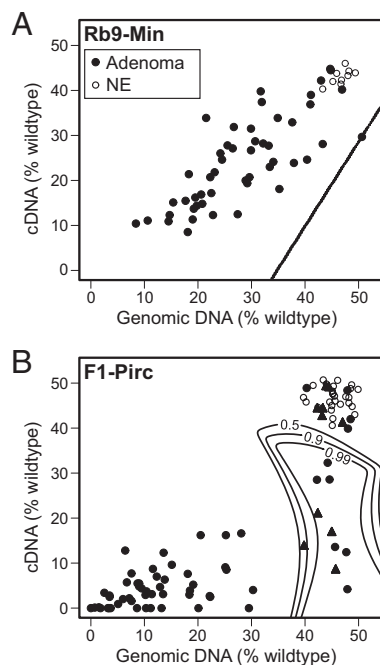 A
Rb9-Min
Adenoma
NE
cDNA (% wildtype)
50
40
30
20
10
0
0 10 20 30 40 50
Genomic DNA (% wildtype)
B
F1-Pirc
cDNA (% wildtype)
50
40
30
20
10
0
0.5
0.9
0.99
0 10 20 30 40 50
Genomic DNA (% wildtype)